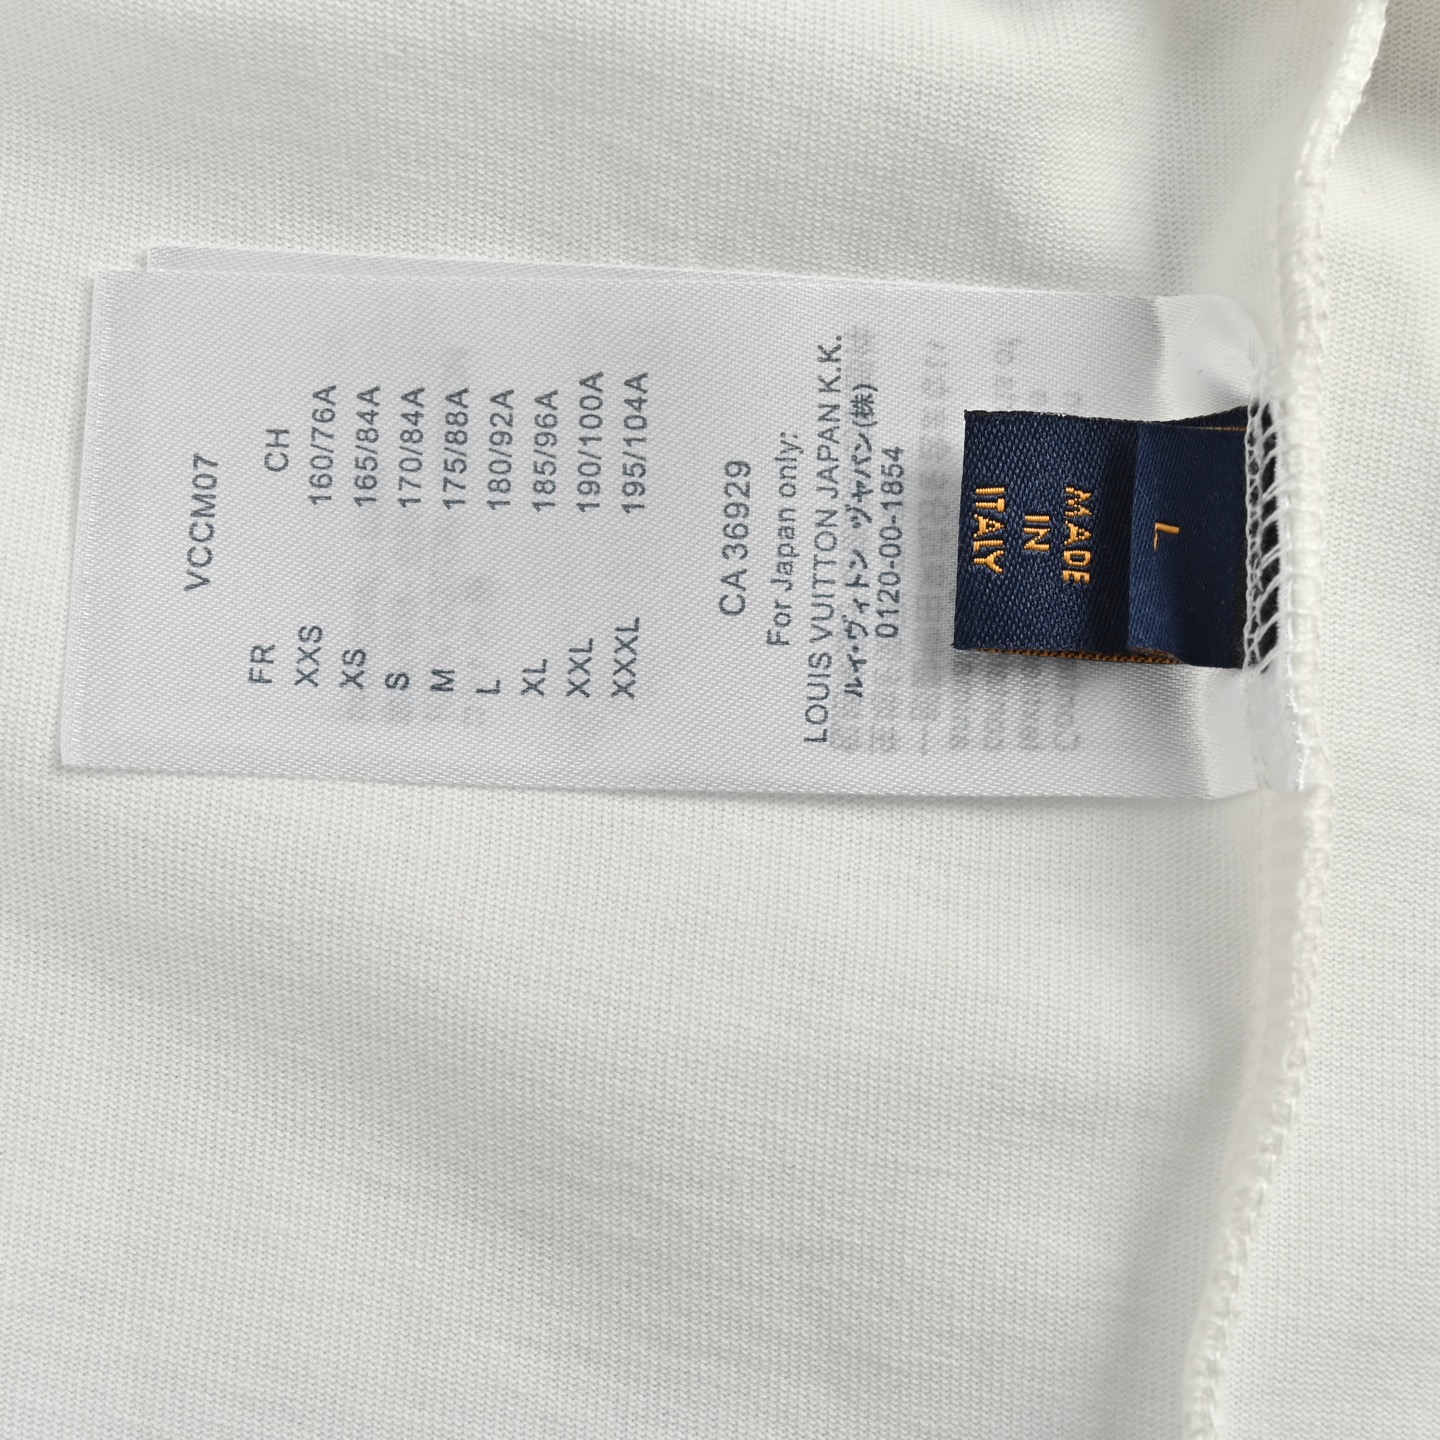 VCCM07
FR CH
XXS 160/76A
XS 165/84A
S 170/84A
M 175/88A
L 180/92A
XL 185/96A
XXL 190/100A
XXXL 195/104A
CA 36929
For Japan only:
LOUIS VUITTON JAPAN K.K.
ルイ・ヴィトン ヅャパン(株)
0120-00-1854
L
MADE
IN
ITALY